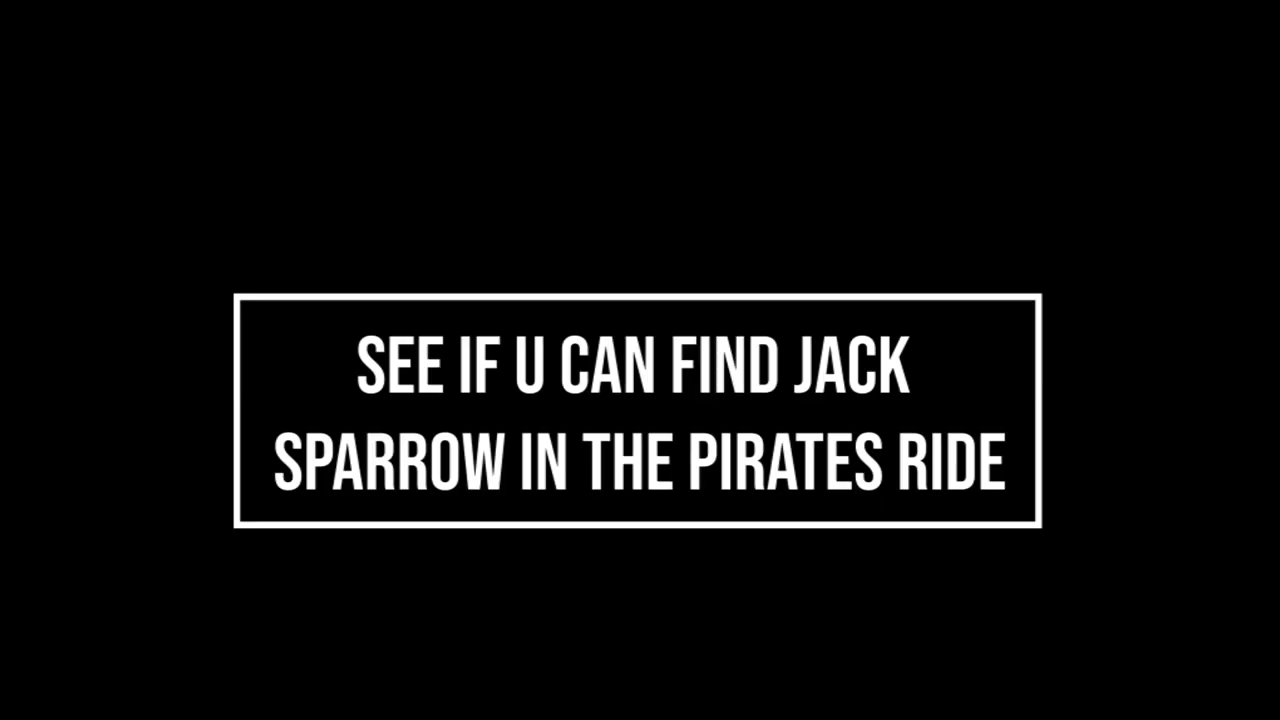 SEE IF U CAN FIND JACK
SPARROW IN THE PIRATES RIDE